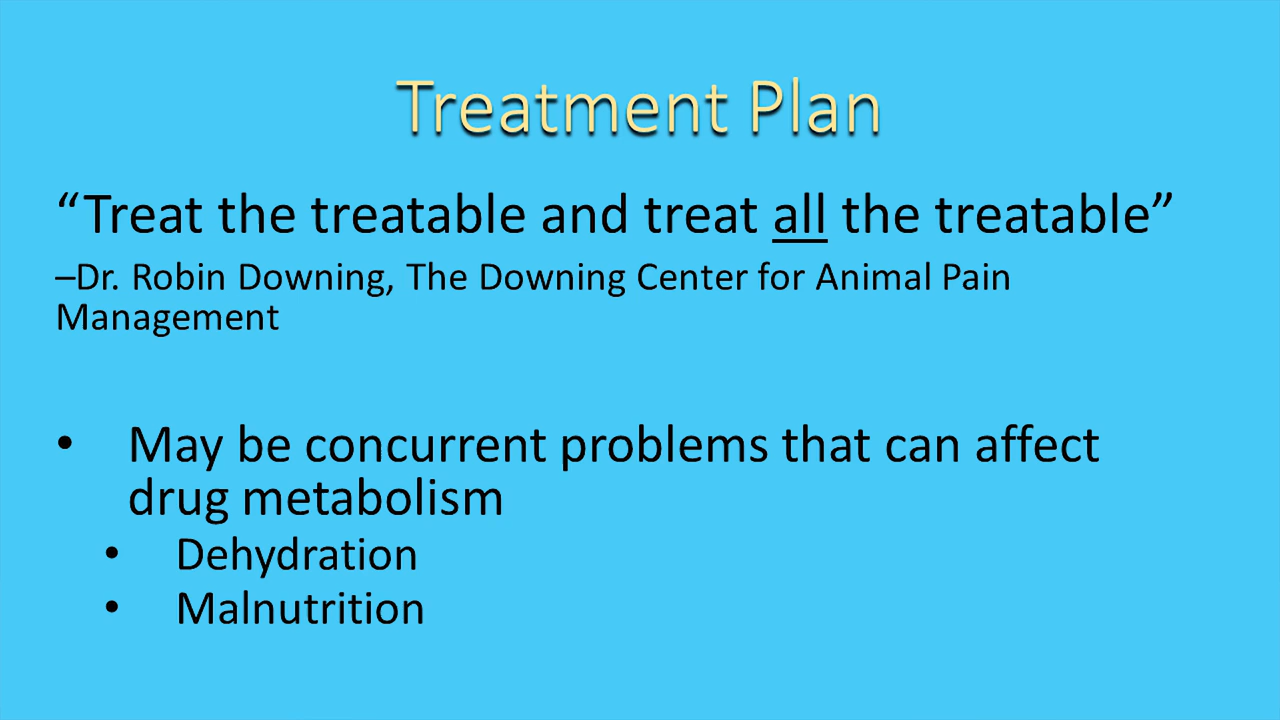 Treatment Plan
“Treat the treatable and treat all the treatable”
–Dr. Robin Downing, The Downing Center for Animal Pain
Management
• May be concurrent problems that can affect
drug metabolism
• Dehydration
• Malnutrition